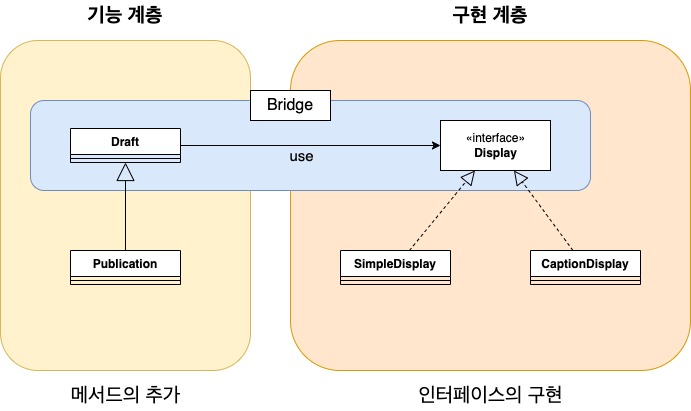 기능 계층
구현 계층
Bridge
Draft
use
«interface»
Display
Publication
SimpleDisplay
CaptionDisplay
메서드의 추가
인터페이스의 구현